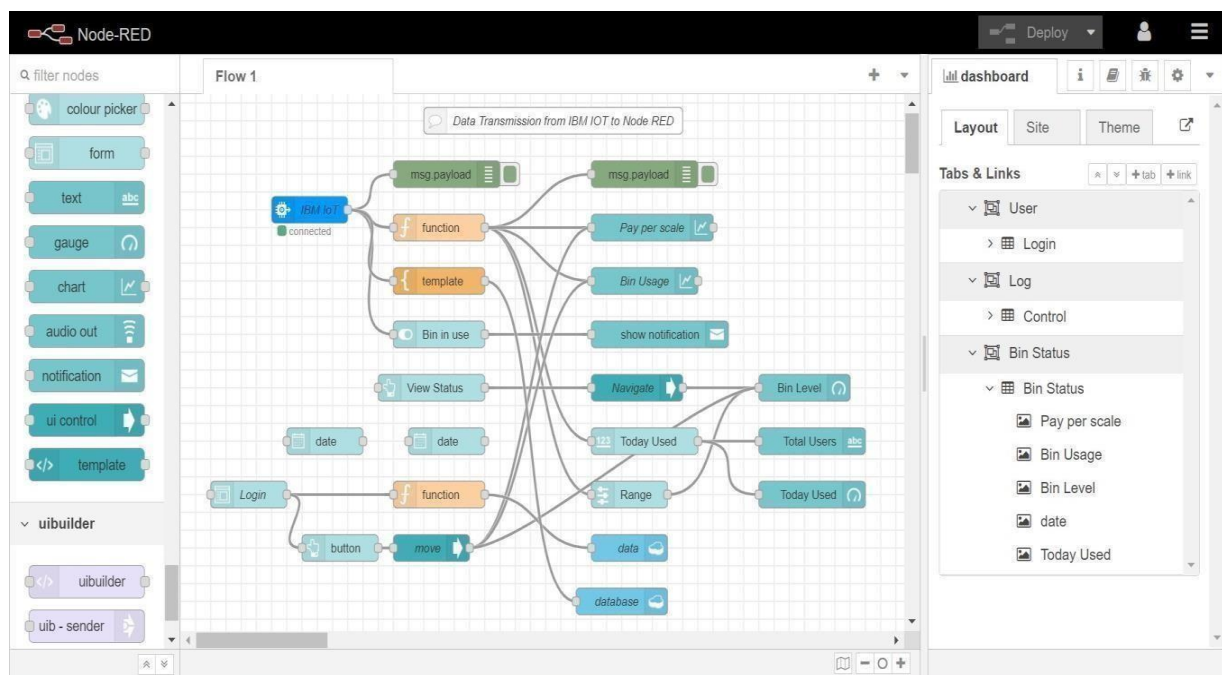 Node-RED
Deploy
filter nodes
Flow 1
dashboard
i
colour picker
form
text
abc
gauge
chart
audio out
notification
ui control
template
uibuilder
uibuilder
uib - sender
Data Transmission from IBM IOT to Node RED
msg.payload
msg.payload
IBM IoT
connected
function
Pay per scale
template
Bin Usage
Bin in use
show notification
View Status
Navigate
Bin Level
date
date
123 Today Used
Total Users abc
Login
function
Range
Today Used
button
move
data
database
Layout
Site
Theme
Tabs & Links
+ tab
+ link
User
Login
Log
Control
Bin Status
Bin Status
Pay per scale
Bin Usage
Bin Level
date
Today Used